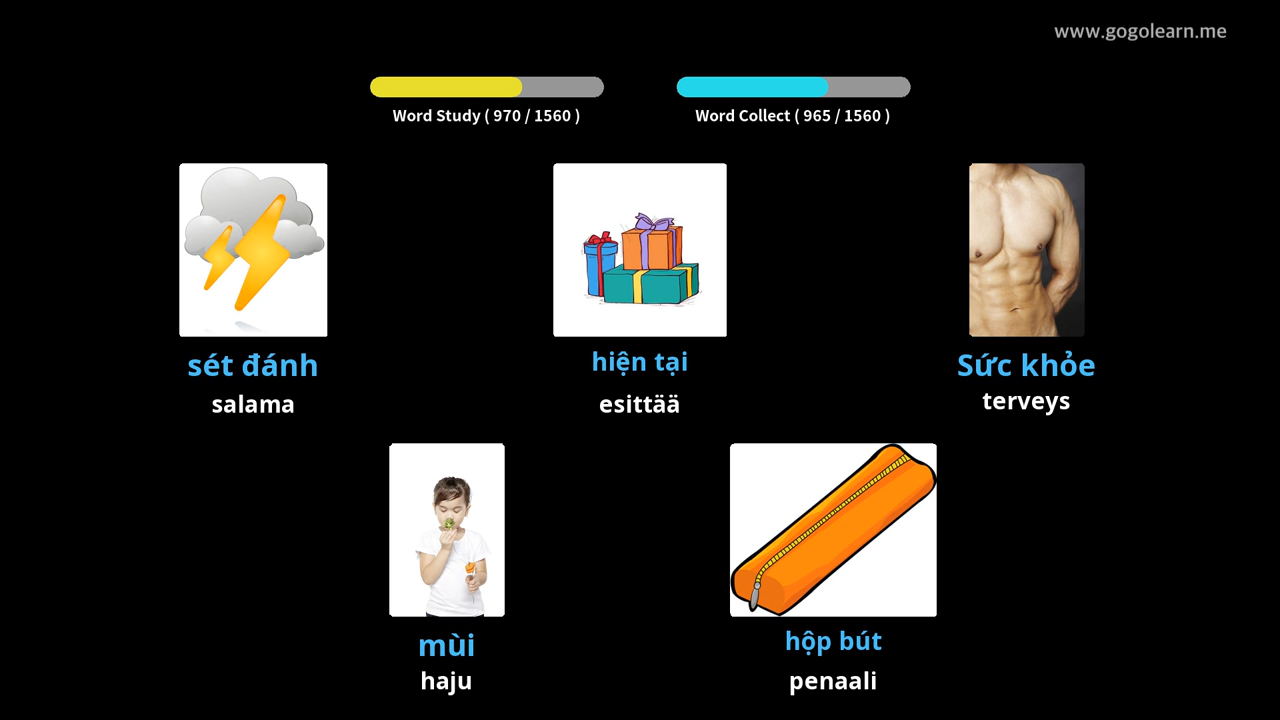 www.gogolearn.me
Word Study ( 970 / 1560 )
Word Collect ( 965 / 1560 )
sét đánh
salama
hiện tại
esittää
Sức khỏe
terveys
mùi
haju
hộp bút
penaali